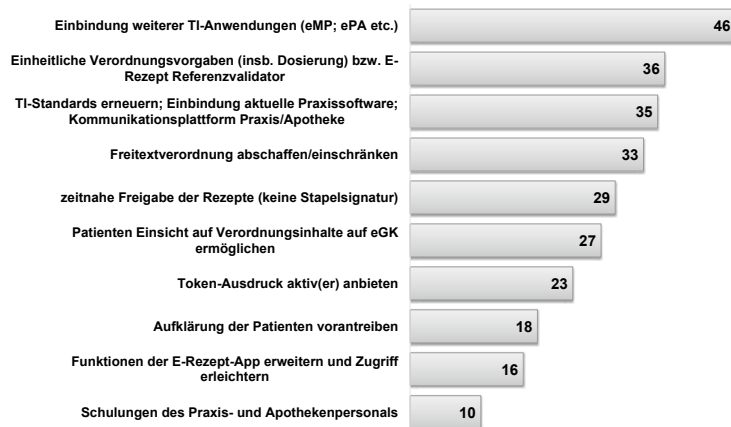 Einbindung weiterer TI-Anwendungen (eMP; ePA etc.)
46
Einheitliche Verordnungsvorgaben (insb. Dosierung) bzw. E-
Rezept Referenzvalidator
36
TI-Standards erneuern; Einbindung aktuelle Praxissoftware;
Kommunikationsplattform Praxis/Apotheke
35
Freitextverordnung abschaffen/einschränken
33
zeitnahe Freigabe der Rezepte (keine Stapelsignatur)
29
Patienten Einsicht auf Verordnungsinhalte auf eGK
ermöglichen
27
Token-Ausdruck aktiv(er) anbieten
23
Aufklärung der Patienten vorantreiben
18
Funktionen der E-Rezept-App erweitern und Zugriff
erleichtern
16
Schulungen des Praxis- und Apothekenpersonals
10